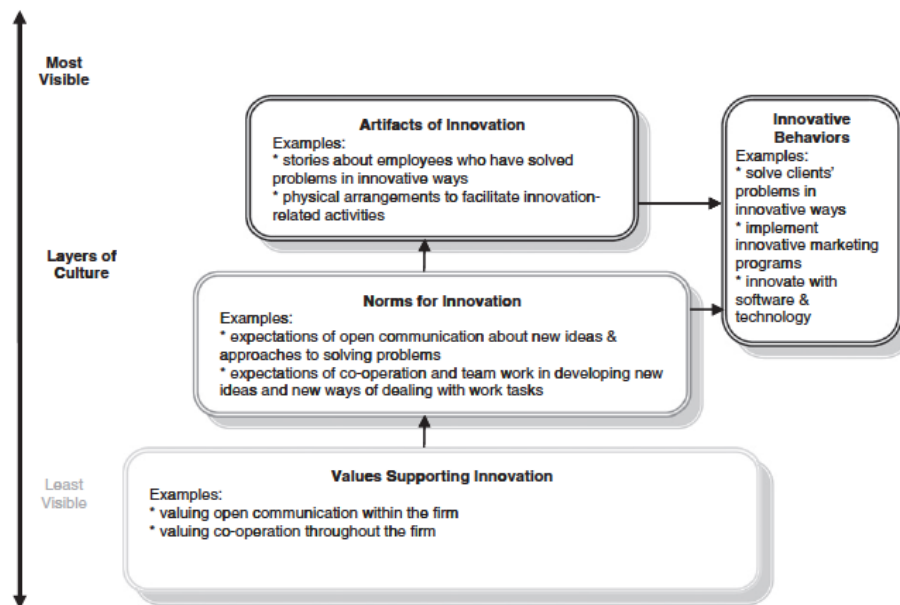 Most
Visible
Artifacts of Innovation
Examples:
* stories about employees who have solved
problems in innovative ways
* physical arrangements to facilitate innovation-
related activities
Innovative
Behaviors
Examples:
* solve clients'
problems in
innovative ways
* implement
innovative marketing
programs
* innovate with
software &
technology
Layers of
Culture
Norms for Innovation
Examples:
* expectations of open communication about new ideas &
approaches to solving problems
* expectations of co-operation and team work in developing new
ideas and new ways of dealing with work tasks
Least
Visible
Values Supporting Innovation
Examples:
* valuing open communication within the firm
* valuing co-operation throughout the firm